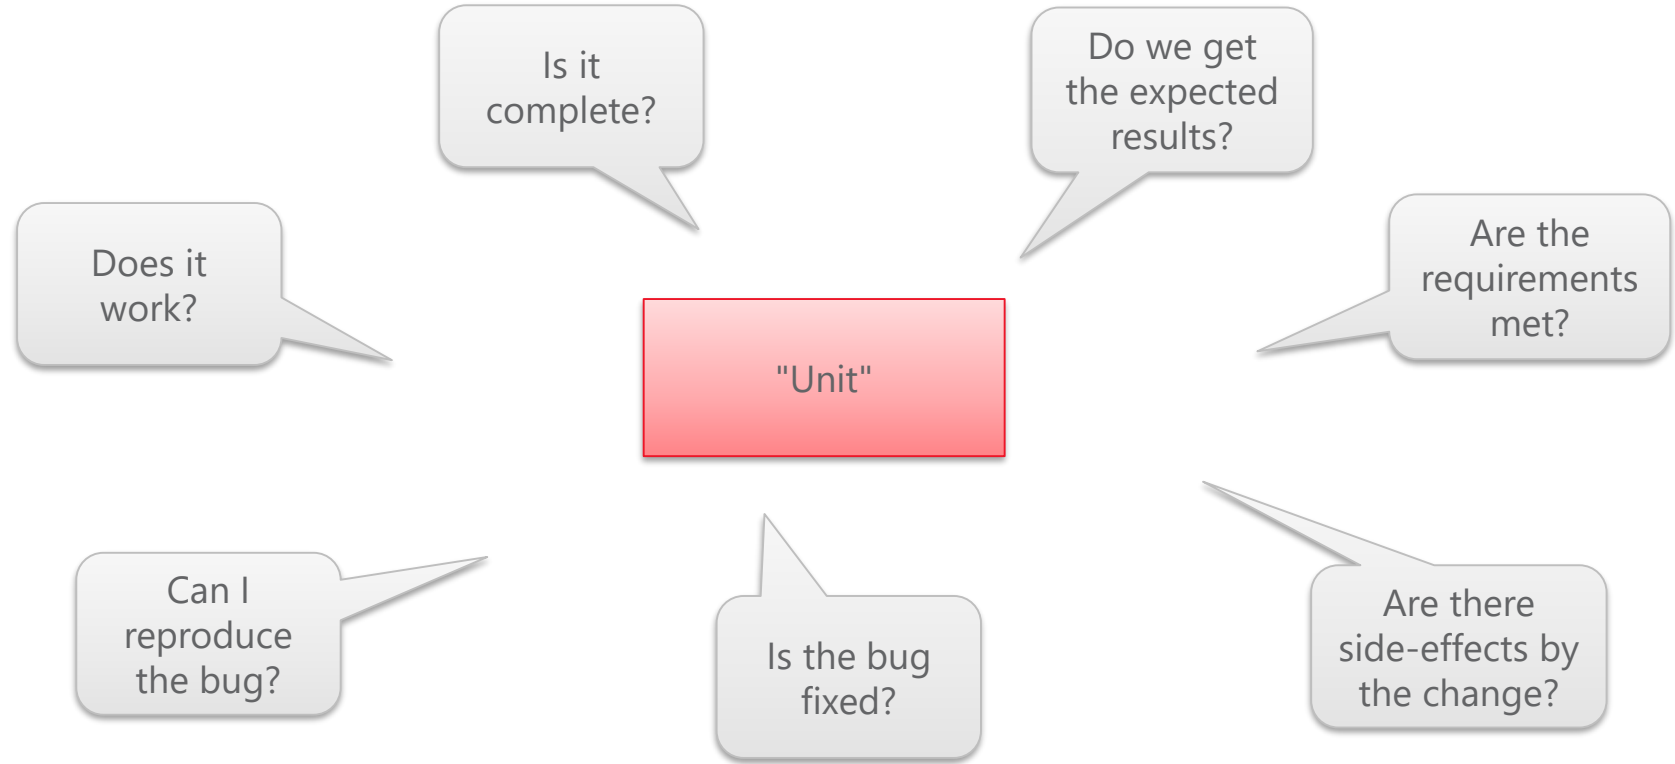 Is it
complete?
Do we get
the expected
results?
Does it
work?
Are the
requirements
met?
"Unit"
Can I
reproduce
the bug?
Is the bug
fixed?
Are there
side-effects by
the change?